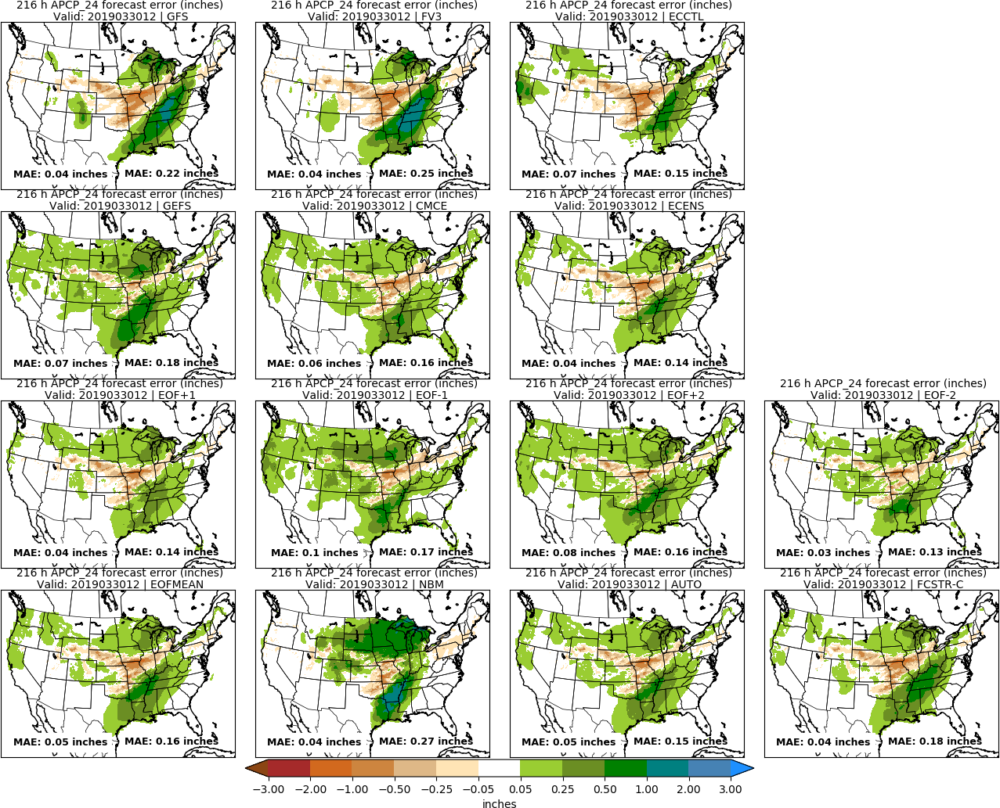 216 h APCP_24 forecast error (inches)
Valid: 2019033012 | GFS
MAE: 0.04 inches
MAE: 0.22 inches
216 h APCP_24 forecast error (inches)
Valid: 2019033012 | FV3
MAE: 0.04 inches
MAE: 0.25 inches
216 h APCP_24 forecast error (inches)
Valid: 2019033012 | ECCTL
MAE: 0.07 inches
MAE: 0.15 inches
216 h APCP_24 forecast error (inches)
Valid: 2019033012 | GEFS
MAE: 0.07 inches
MAE: 0.18 inches
216 h APCP_24 forecast error (inches)
Valid: 2019033012 | CMCE
MAE: 0.06 inches
MAE: 0.16 inches
216 h APCP_24 forecast error (inches)
Valid: 2019033012 | ECENS
MAE: 0.04 inches
MAE: 0.14 inches
216 h APCP_24 forecast error (inches)
Valid: 2019033012 | EOF+1
MAE: 0.04 inches
MAE: 0.14 inches
216 h APCP_24 forecast error (inches)
Valid: 2019033012 | EOF-1
MAE: 0.1 inches
MAE: 0.17 inches
216 h APCP_24 forecast error (inches)
Valid: 2019033012 | EOF+2
MAE: 0.08 inches
MAE: 0.16 inches
216 h APCP_24 forecast error (inches)
Valid: 2019033012 | EOF-2
MAE: 0.03 inches
MAE: 0.13 inches
216 h APCP_24 forecast error (inches)
Valid: 2019033012 | EOFMEAN
MAE: 0.05 inches
MAE: 0.16 inches
216 h APCP_24 forecast error (inches)
Valid: 2019033012 | NBM
MAE: 0.04 inches
MAE: 0.27 inches
216 h APCP_24 forecast error (inches)
Valid: 2019033012 | AUTO
MAE: 0.05 inches
MAE: 0.15 inches
216 h APCP_24 forecast error (inches)
Valid: 2019033012 | FCSTR-C
MAE: 0.04 inches
MAE: 0.18 inches
−3.00 −2.00 −1.00 −0.50 −0.25 −0.05 0.05 0.25 0.50 1.00 2.00 3.00
inches